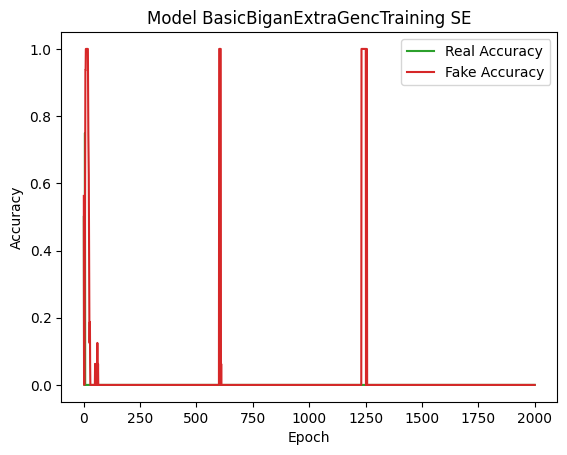 Model BasicBiganExtraGencTraining SE
Real Accuracy
Fake Accuracy
Accuracy
1.0
0.8
0.6
0.4
0.2
0.0
0 250 500 750 1000 1250 1500 1750 2000
Epoch